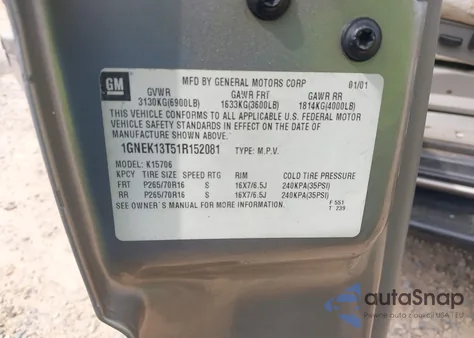 GM
MFD BY GENERAL MOTORS CORP 01/01
GVWR GAWR FRT GAWR RR
3130KG(6900LB) 1633KG(3600LB) 1814KG(4000LB)
THIS VEHICLE CONFORMS TO ALL APPLICABLE U.S. FEDERAL MOTOR
VEHICLE SAFETY STANDARDS IN EFFECT ON THE DATE OF
MANUFACTURE SHOWN ABOVE.
1GNEK13T51R152081 TYPE: M.P.V.
MODEL: K15706
KPCY TIRE SIZE SPEED RTG RIM COLD TIRE PRESSURE
FRT P265/70R16 S 16X7/6.5J 240KPA(35PSI)
RR P265/70R16 S 16X7/6.5J 240KPA(35PSI)
SEE OWNER'S MANUAL FOR MORE INFORMATION.
F 551
T 239
autoSnap